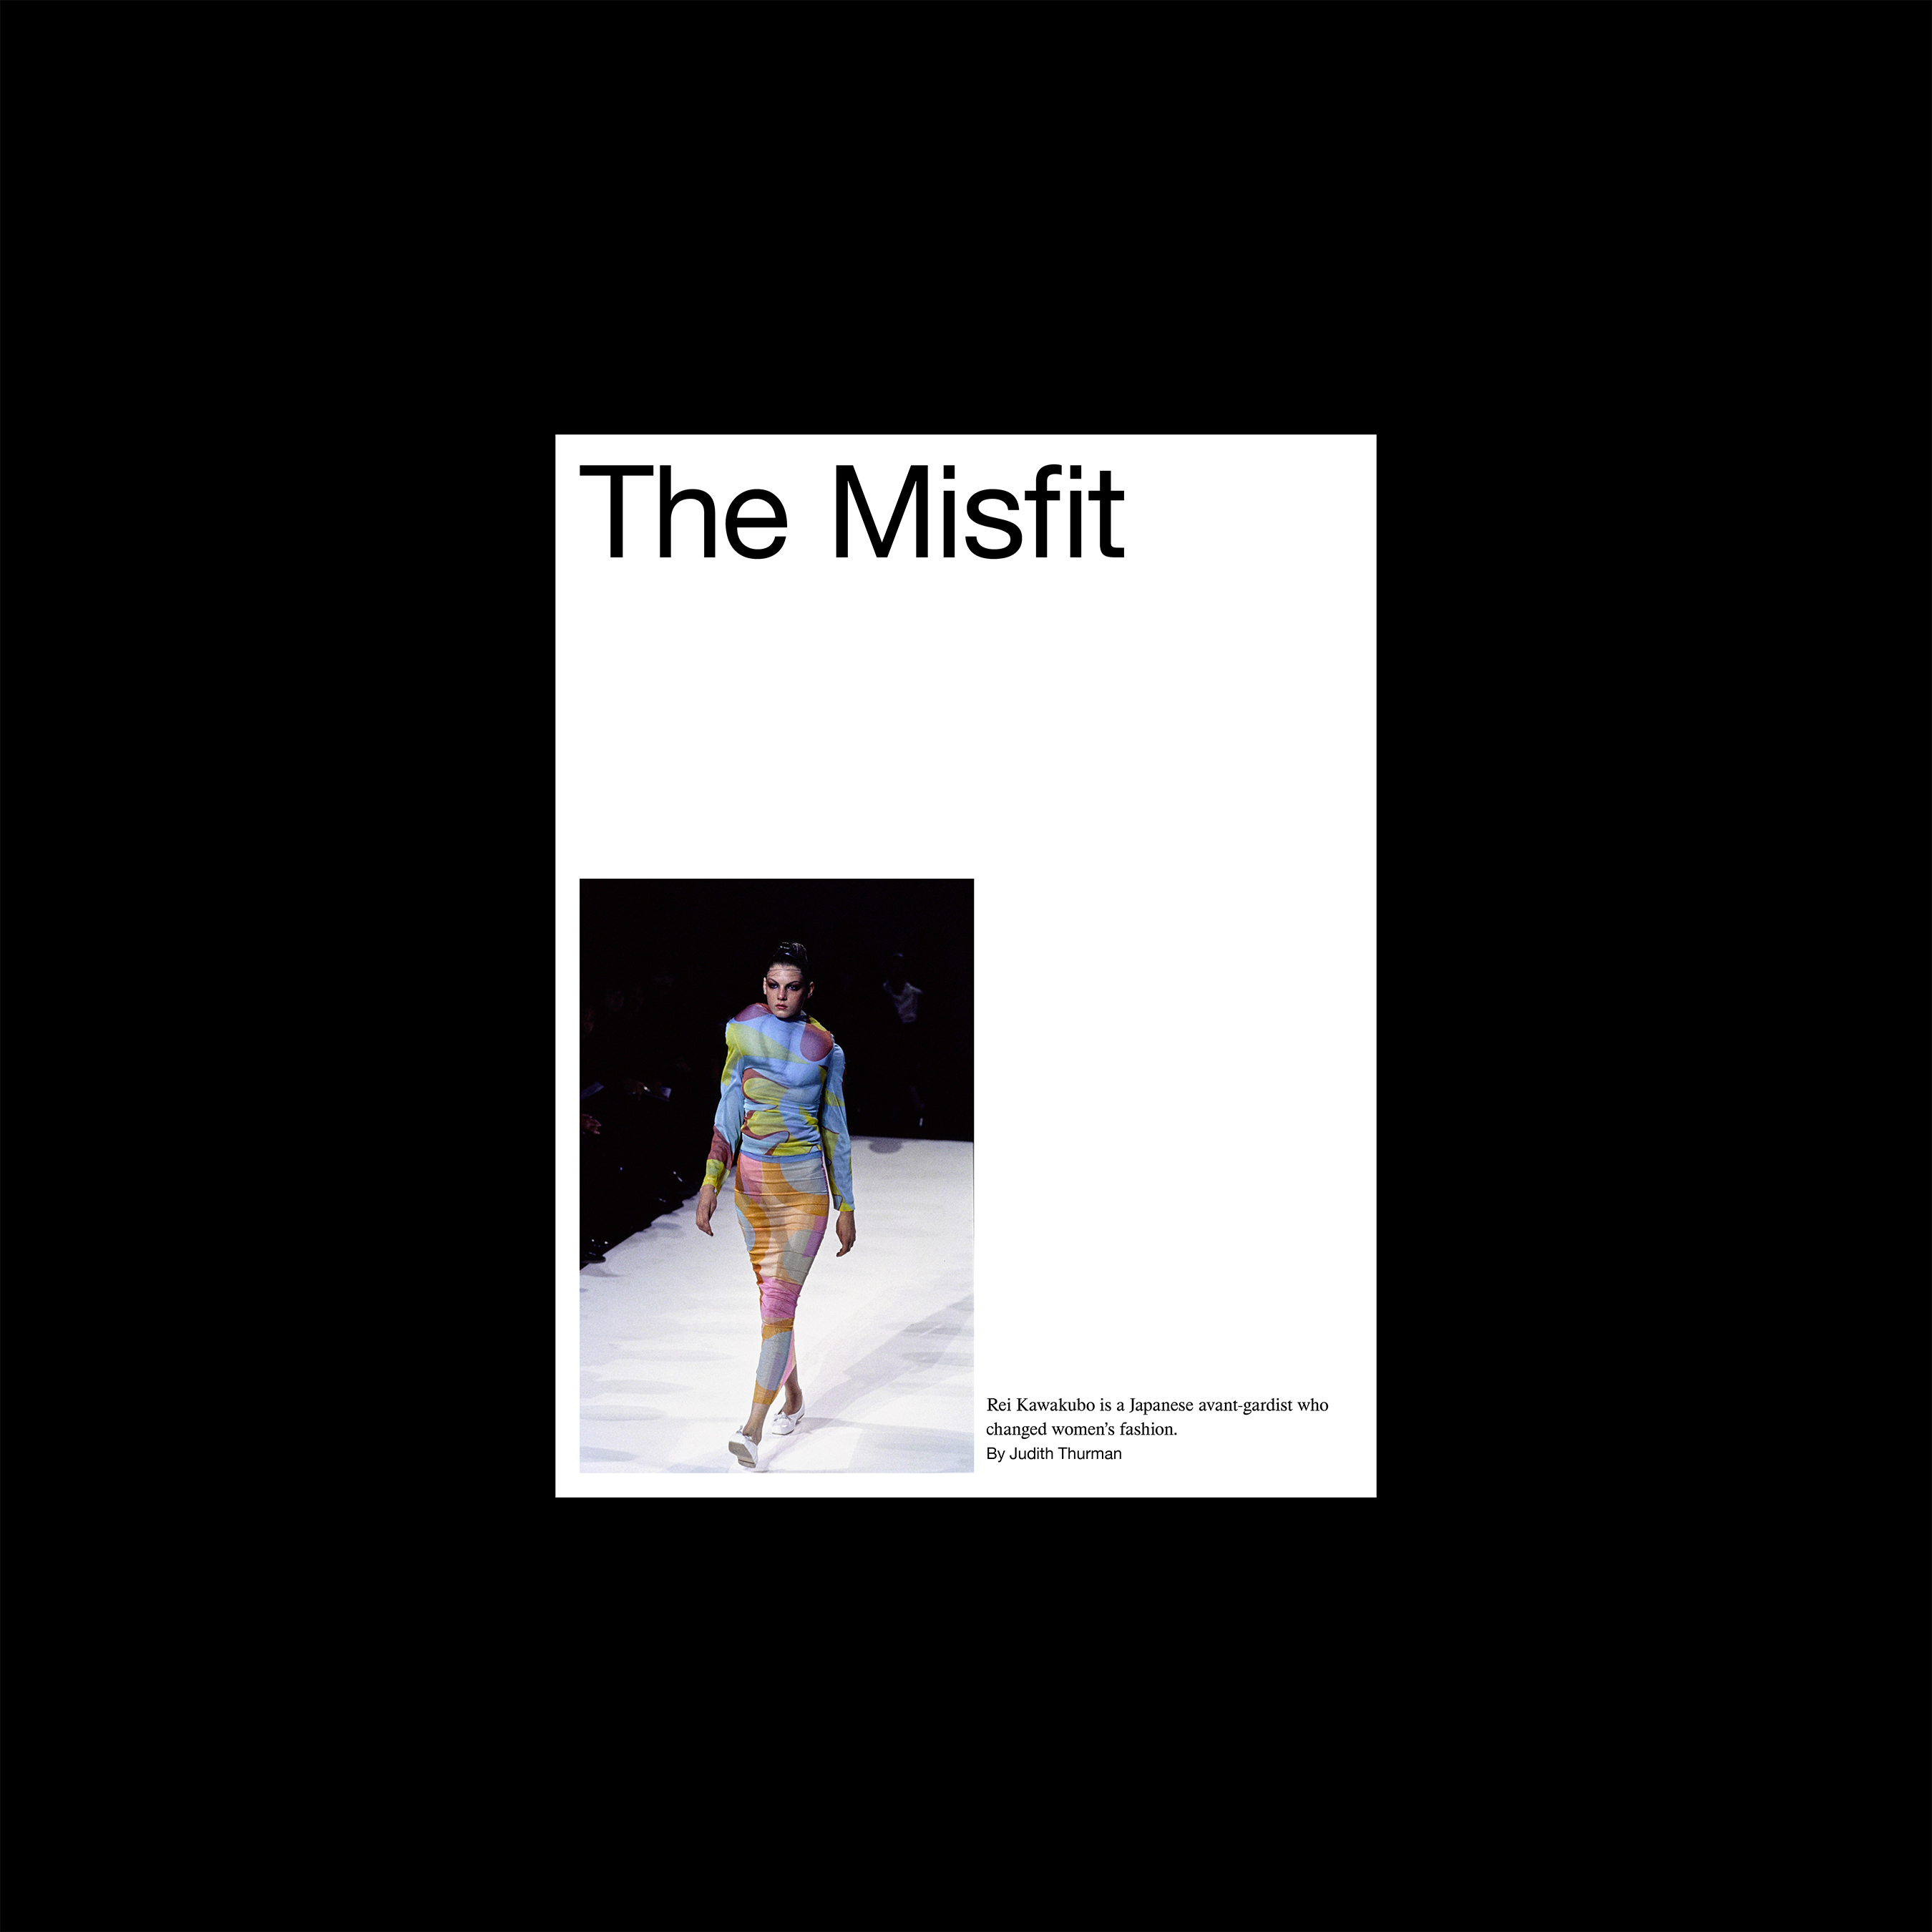 The Misfit
Rei Kawakubo is a Japanese avant-gardist who
changed women’s fashion.
By Judith Thurman